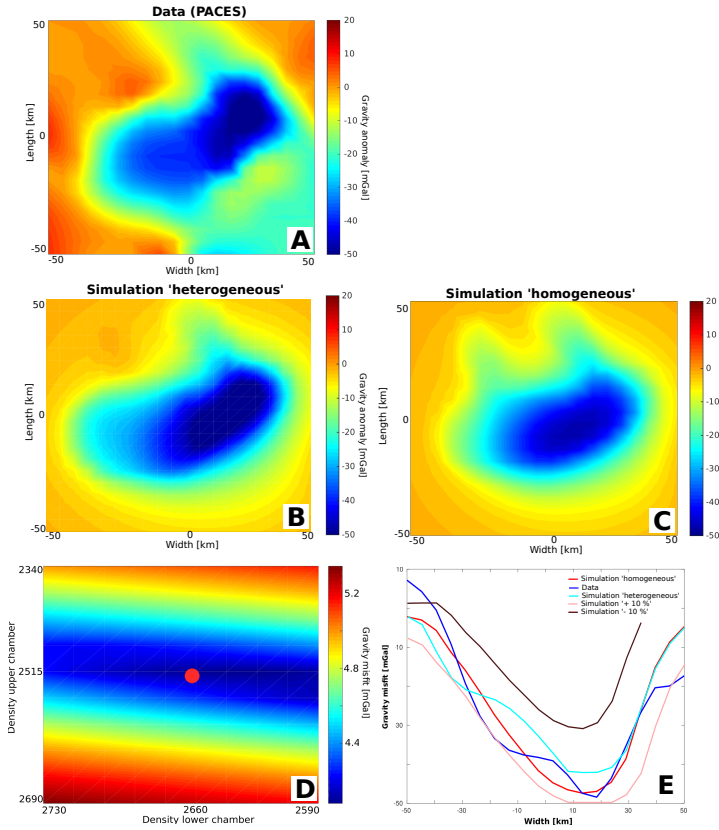 Data (PACES)
50
0
-50
Length [km]
-50
0
50
Width [km]
20
10
0
-10
-20
-30
-40
-50
Gravity anomaly [mGal]
A
Simulation 'heterogeneous'
50
0
-50
Length [km]
-50
0
50
Width [km]
20
10
0
-10
-20
-30
-40
-50
Gravity anomaly [mGal]
B
Simulation 'homogeneous'
50
0
-50
Length [km]
-50
0
50
Width [km]
20
10
0
-10
-20
-30
-40
-50
C
2340
2515
2690
Density upper chamber
2730
2660
2590
Density lower chamber
5.2
4.8
4.4
Gravity misfit [mGal]
D
10
-10
-30
-50
Gravity misfit [mGal]
-50
-30
-10
10
30
50
Width [km]
Simulation 'homogeneous'
Data
Simulation 'heterogeneous'
Simulation '+ 10 %'
Simulation '- 10 %'
E